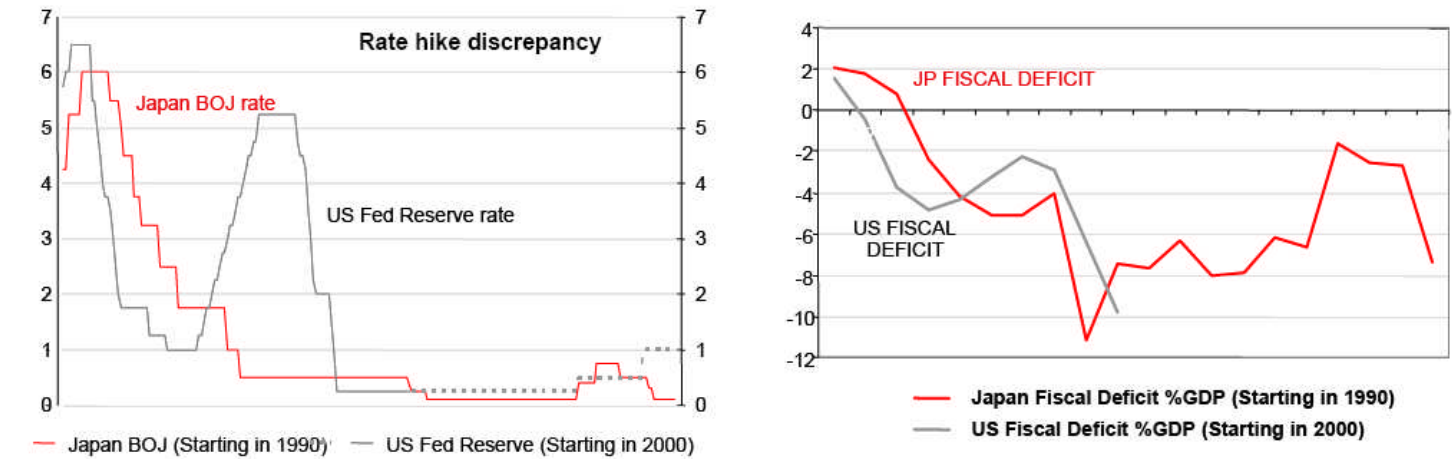 Rate hike discrepancy
7
6
5
4
3
2
1
0
7
6
5
4
3
2
1
0
Japan BOJ rate
US Fed Reserve rate
Japan BOJ (Starting in 1990)
US Fed Reserve (Starting in 2000)
4
2
0
-2
-4
-6
-8
-10
-12
JP FISCAL DEFICIT
US FISCAL
DEFICIT
Japan Fiscal Deficit %GDP (Starting in 1990)
US Fiscal Deficit %GDP (Starting in 2000)